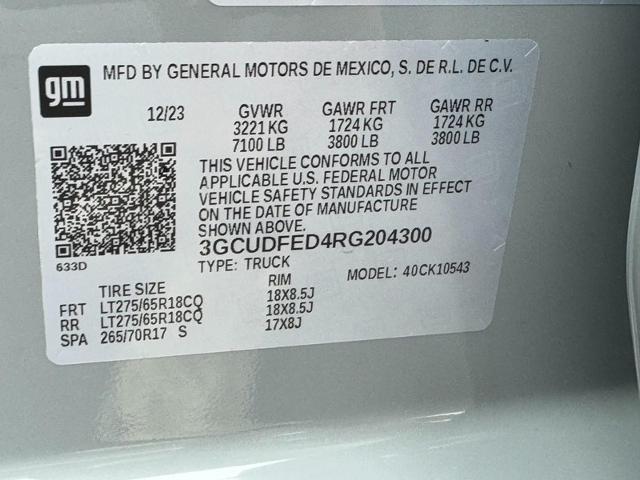 gm
MFD BY GENERAL MOTORS DE MEXICO, S. DE R.L. DE C.V.
12/23 GVWR GAWR FRT GAWR RR
3221 KG 1724 KG 1724 KG
7100 LB 3800 LB 3800 LB
THIS VEHICLE CONFORMS TO ALL
APPLICABLE U.S. FEDERAL MOTOR
VEHICLE SAFETY STANDARDS IN EFFECT
ON THE DATE OF MANUFACTURE
SHOWN ABOVE.
3GCUDFED4RG204300
633D
TYPE: TRUCK MODEL: 40CK10543
TIRE SIZE RIM
FRT LT275/65R18CQ 18X8.5J
RR LT275/65R18CQ 18X8.5J
SPA 265/70R17 S 17X8J